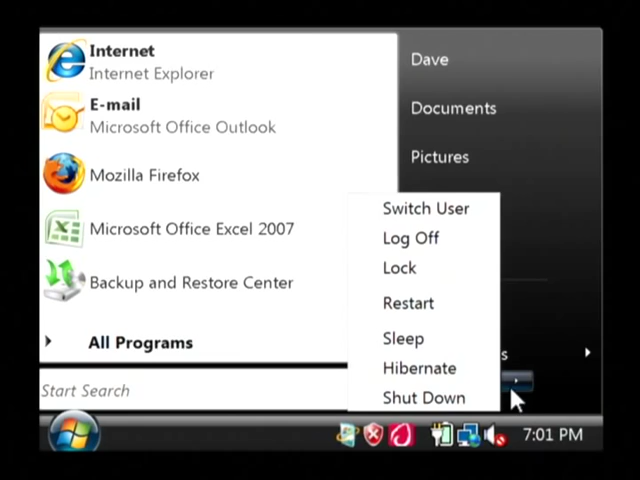 Internet
Internet Explorer
E-mail
Microsoft Office Outlook
Mozilla Firefox
Microsoft Office Excel 2007
Backup and Restore Center
All Programs
Start Search
Dave
Documents
Pictures
Switch User
Log Off
Lock
Restart
Sleep
Hibernate
Shut Down
7:01 PM